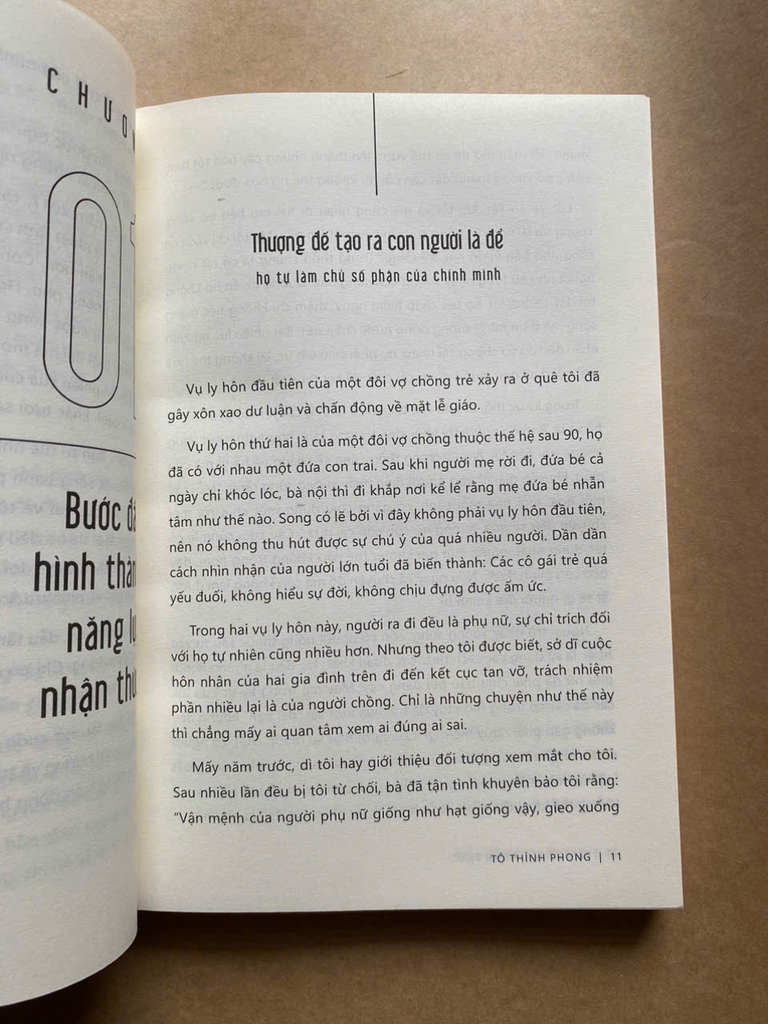 CHƯƠN
0
Bước đ
hình thàn
năng l
nhận th
Thượng đế tạo ra con người là để
họ tự làm chủ số phận của chính mình
Vụ ly hôn đầu tiên của một đôi vợ chồng trẻ xảy ra ở quê tôi đã
gây xôn xao dư luận và chấn động về mặt lễ giáo.
Vụ ly hôn thứ hai là của một đôi vợ chồng thuộc thế hệ sau 90, họ
đã có với nhau một đứa con trai. Sau khi người mẹ rời đi, đứa bé cả
ngày chỉ khóc lóc, bà nội thì đi khắp nơi kể lể rằng mẹ đứa bé nhẫn
tâm như thế nào. Song có lẽ bởi vì đây không phải vụ ly hôn đầu tiên,
nên nó không thu hút được sự chú ý của quá nhiều người. Dần dần
cách nhìn nhận của người lớn tuổi đã biến thành: Các cô gái trẻ quá
yếu đuối, không hiểu sự đời, không chịu đựng được ấm ức.
Trong hai vụ ly hôn này, người ra đi đều là phụ nữ, sự chỉ trích đối
với họ tự nhiên cũng nhiều hơn. Nhưng theo tôi được biết, sở dĩ cuộc
hôn nhân của hai gia đình trên đi đến kết cục tan vỡ, trách nhiệm
phần nhiều lại là của người chồng. Chỉ là những chuyện như thế này
thì chẳng mấy ai quan tâm xem ai đúng ai sai.
Mấy năm trước, dì tôi hay giới thiệu đối tượng xem mắt cho tôi.
Sau nhiều lần đều bị tôi từ chối, bà đã tận tình khuyên bảo tôi rằng:
“Vận mệnh của người phụ nữ giống như hạt giống vậy, gieo xuống
TÔ THÍNH PHONG | 11